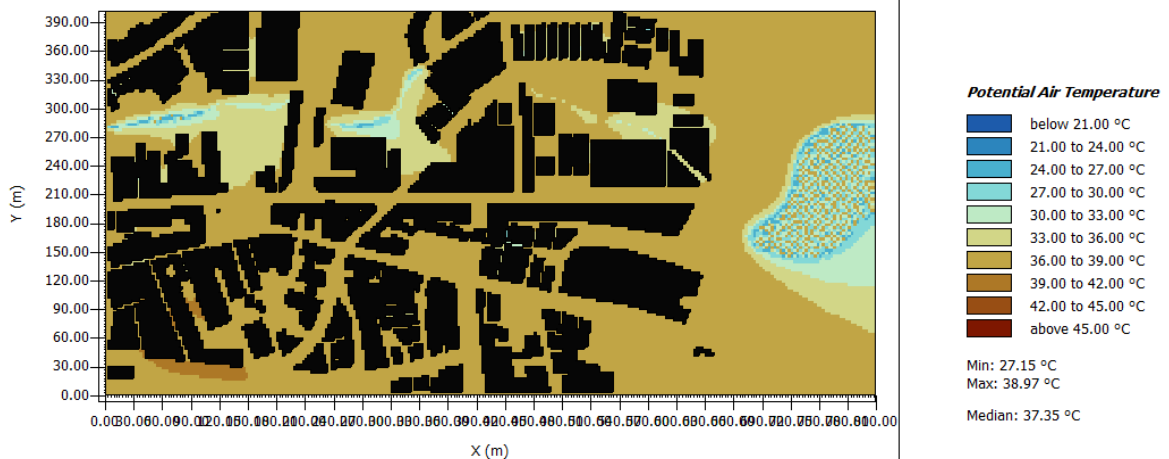 390.00
360.00
330.00
300.00
270.00
240.00
210.00
180.00
150.00
120.00
90.00
60.00
30.00
0.00
Y (m)
X (m)
Potential Air Temperature
below 21.00 °C
21.00 to 24.00 °C
24.00 to 27.00 °C
27.00 to 30.00 °C
30.00 to 33.00 °C
33.00 to 36.00 °C
36.00 to 39.00 °C
39.00 to 42.00 °C
42.00 to 45.00 °C
above 45.00 °C
Min: 27.15 °C
Max: 38.97 °C
Median: 37.35 °C